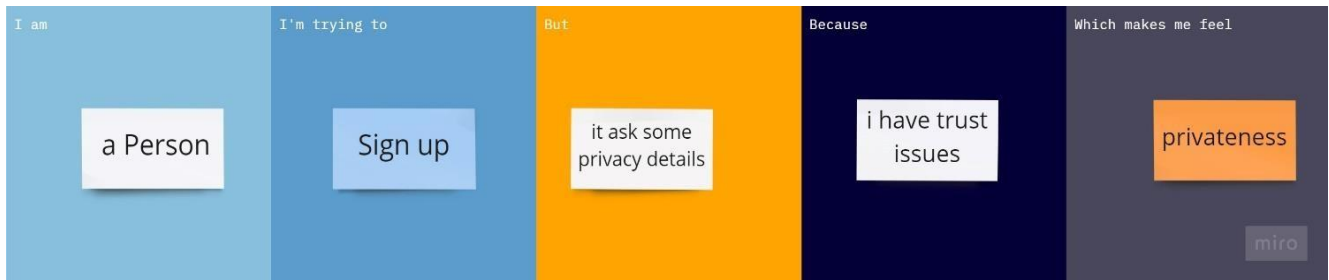 I am
a Person
I'm trying to
Sign up
But
it ask some
privacy details
Because
i have trust
issues
Which makes me feel
privateness
miro